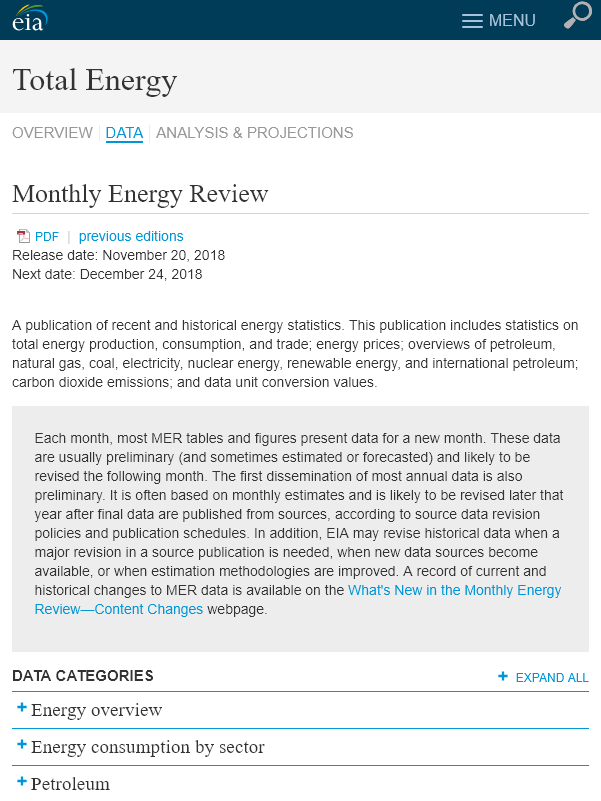 eia
MENU
Total Energy
OVERVIEW DATA ANALYSIS & PROJECTIONS
Monthly Energy Review
PDF | previous editions
Release date: November 20, 2018
Next date: December 24, 2018
A publication of recent and historical energy statistics. This publication includes statistics on
total energy production, consumption, and trade; energy prices; overviews of petroleum,
natural gas, coal, electricity, nuclear energy, renewable energy, and international petroleum;
carbon dioxide emissions; and data unit conversion values.
Each month, most MER tables and figures present data for a new month. These data
are usually preliminary (and sometimes estimated or forecasted) and likely to be
revised the following month. The first dissemination of most annual data is also
preliminary. It is often based on monthly estimates and is likely to be revised later that
year after final data are published from sources, according to source data revision
policies and publication schedules. In addition, EIA may revise historical data when a
major revision in a source publication is needed, when new data sources become
available, or when estimation methodologies are improved. A record of current and
historical changes to MER data is available on the What's New in the Monthly Energy
Review—Content Changes webpage.
DATA CATEGORIES + EXPAND ALL
+ Energy overview
+ Energy consumption by sector
+ Petroleum